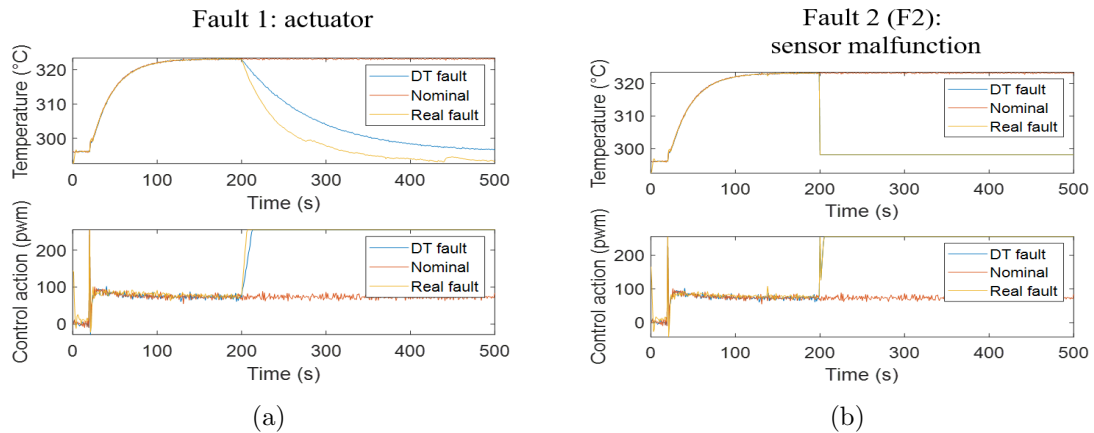 Fault 1: actuator
Temperature (°C)
320
310
300
DT fault
Nominal
Real fault
0 100 200 300 400 500
Time (s)
Control action (pwm)
200
100
0
DT fault
Nominal
Real fault
0 100 200 300 400 500
Time (s)
(a)
Fault 2 (F2):
sensor malfunction
Temperature (°C)
320
310
300
DT fault
Nominal
Real fault
0 100 200 300 400 500
Time (s)
Control action (pwm)
200
100
0
DT fault
Nominal
Real fault
0 100 200 300 400 500
Time (s)
(b)